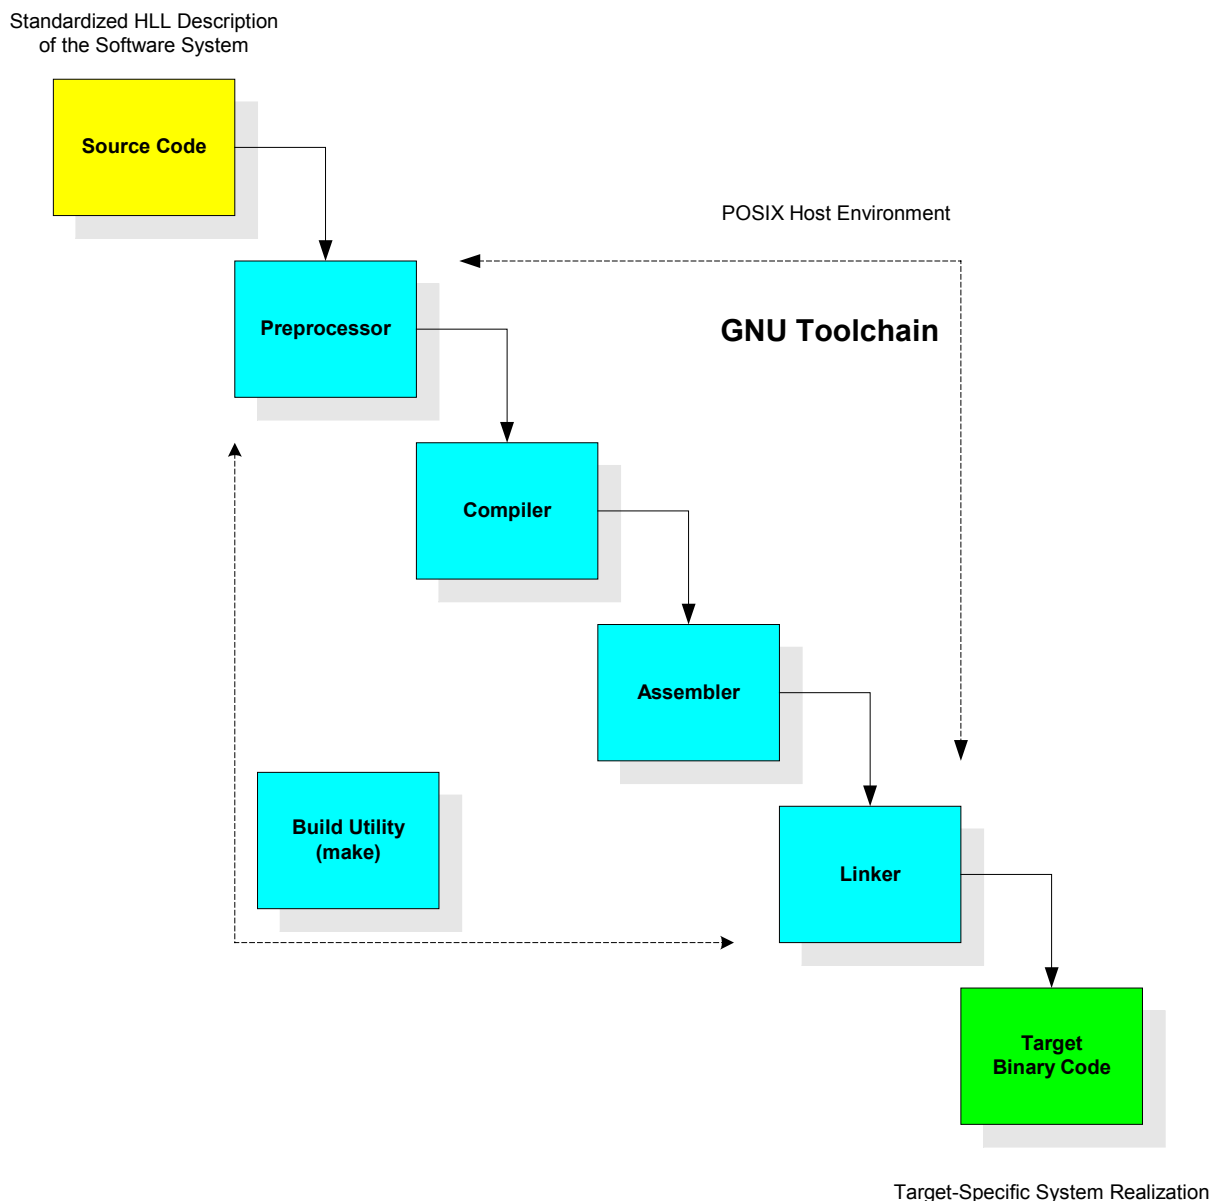 Standardized HLL Description
of the Software System
Source Code
POSIX Host Environment
GNU Toolchain
Preprocessor
Compiler
Assembler
Build Utility
(make)
Linker
Target
Binary Code
Target-Specific System Realization